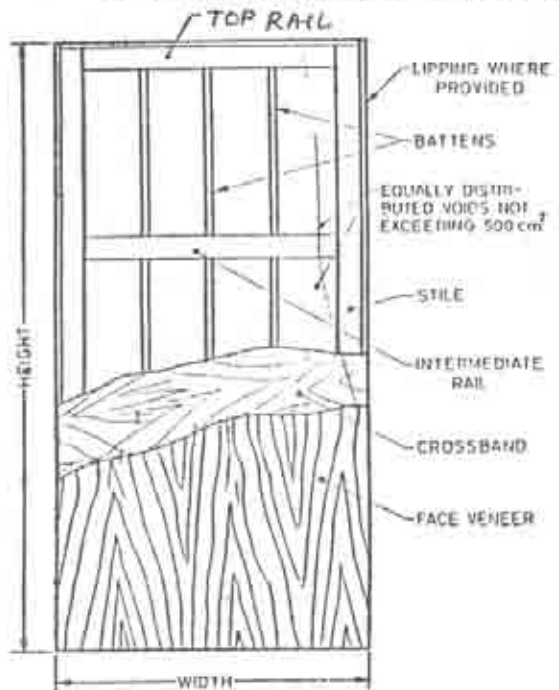 TOP RAIL
LIPPING WHERE
PROVIDED
BATTENS
EQUALLY DISTRI-
BUTED VOIDS NOT
EXCEEDING 500 cm²
STILE
INTERMEDIATE
RAIL
CROSSBAND
FACE VENEER
HEIGHT
WIDTH